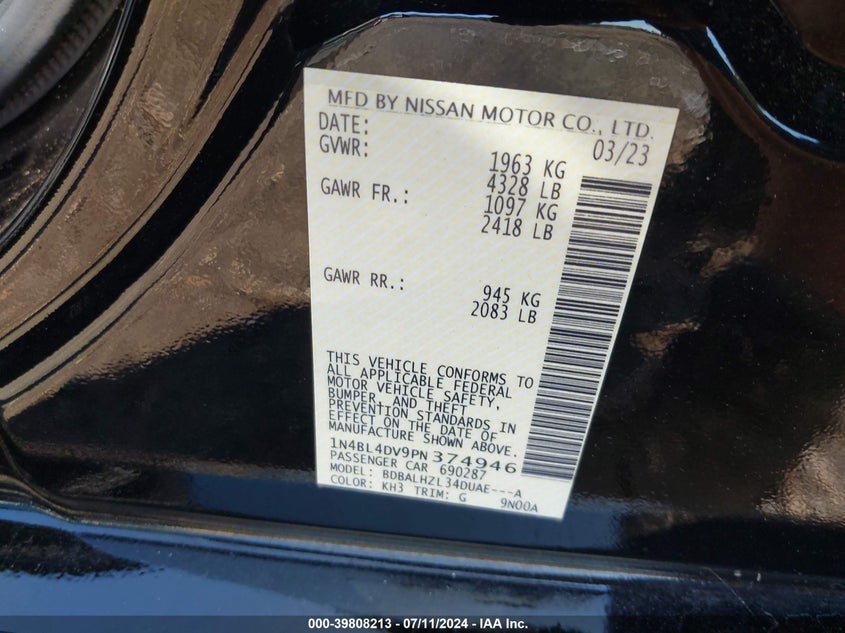 MFD BY NISSAN MOTOR CO., LTD.
DATE: 03/23
GVWR: 1963 KG
4328 LB
GAWR FR.: 1097 KG
2418 LB
GAWR RR.: 945 KG
2083 LB
THIS VEHICLE CONFORMS TO
ALL APPLICABLE FEDERAL
MOTOR VEHICLE SAFETY,
BUMPER, AND THEFT
PREVENTION STANDARDS IN
EFFECT ON THE DATE OF
MANUFACTURE SHOWN ABOVE.
1N4BL4DV9PN374946
PASSENGER CAR 690287
MODEL: BDBALHZL34DUAE---A
COLOR: KH3 TRIM: G 9N00A
000-39808213 - 07/11/2024 - IAA Inc.